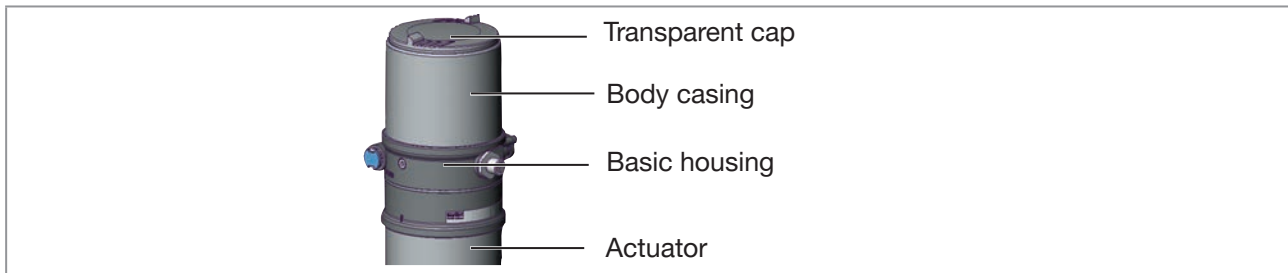 Transparent cap
Body casing
Basic housing
Actuator